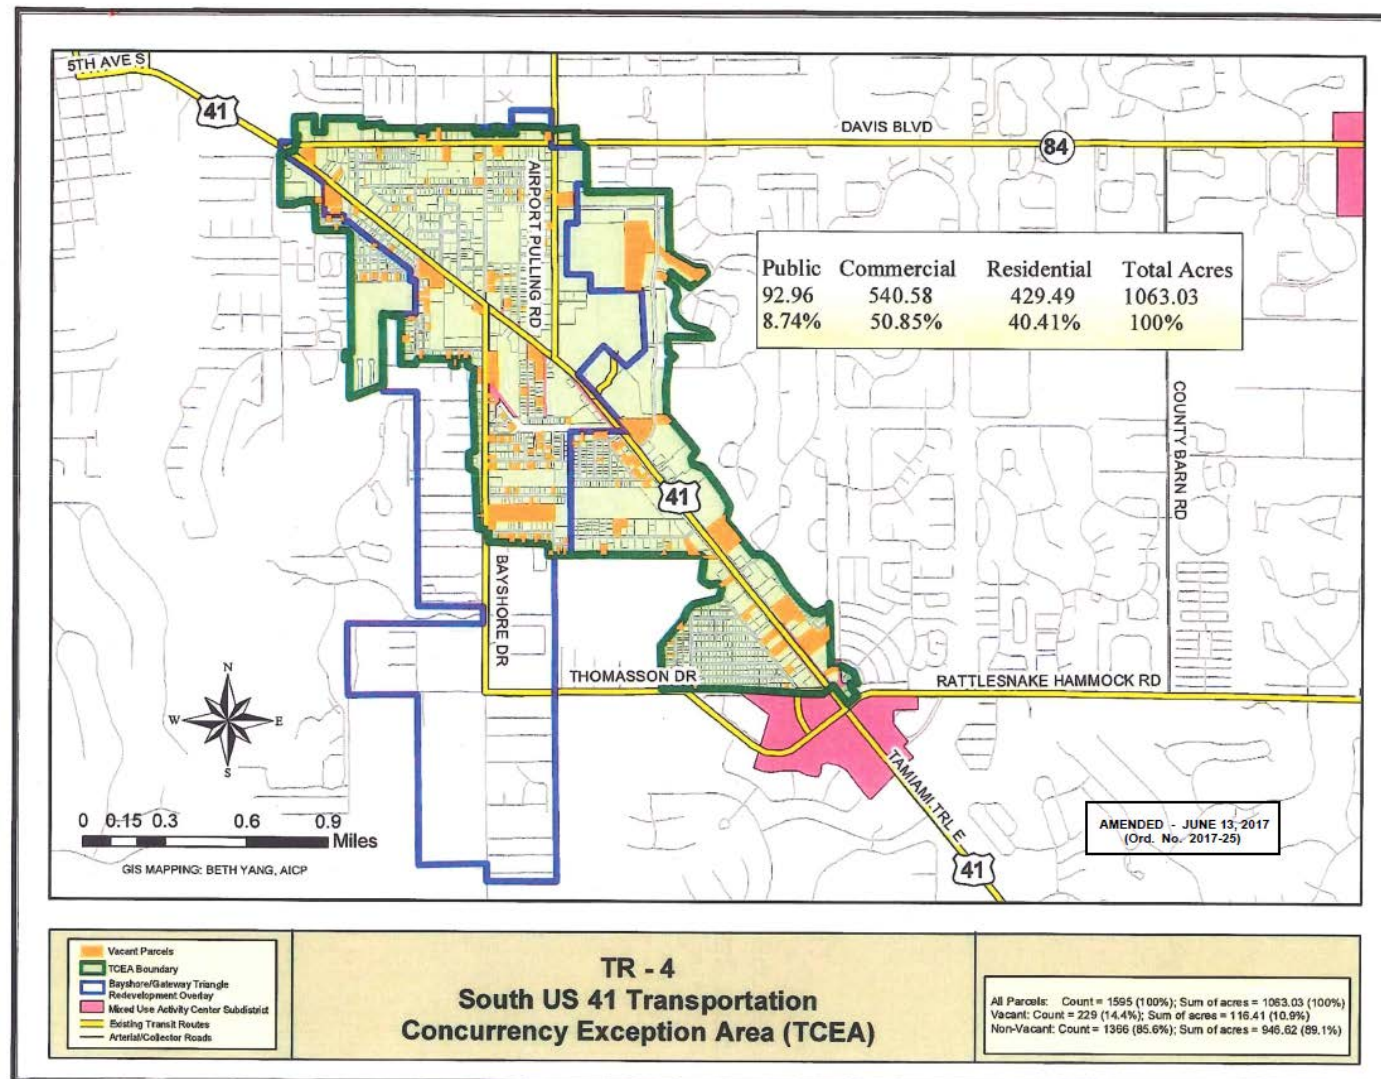 5TH AVE S
41
DAVIS BLVD
84
AIRPORT PULLING RD
Public Commercial Residential Total Acres
92.96 540.58 429.49 1063.03
8.74% 50.85% 40.41% 100%
COUNTY BARN RD
41
BAYSHORE DR
THOMASSON DR
RATTLESNAKE HAMMOCK RD
N
W E
S
TAMIAMI TRL E
0 0.15 0.3 0.6 0.9
Miles
AMENDED - JUNE 13, 2017
(Ord. No. 2017-25)
GIS MAPPING: BETH YANG, AICP
41
Vacant Parcels
TCEA Boundary
Bayshore/Gateway Triangle
Redevelopment Overlay
Mixed Use Activity Center Subdistrict
Existing Transit Routes
Arterial/Collector Roads
TR - 4
South US 41 Transportation
Concurrency Exception Area (TCEA)
All Parcels: Count = 1595 (100%); Sum of acres = 1063.03 (100%)
Vacant: Count = 229 (14.4%); Sum of acres = 116.41 (10.9%)
Non-Vacant: Count = 1366 (85.6%); Sum of acres = 946.62 (89.1%)